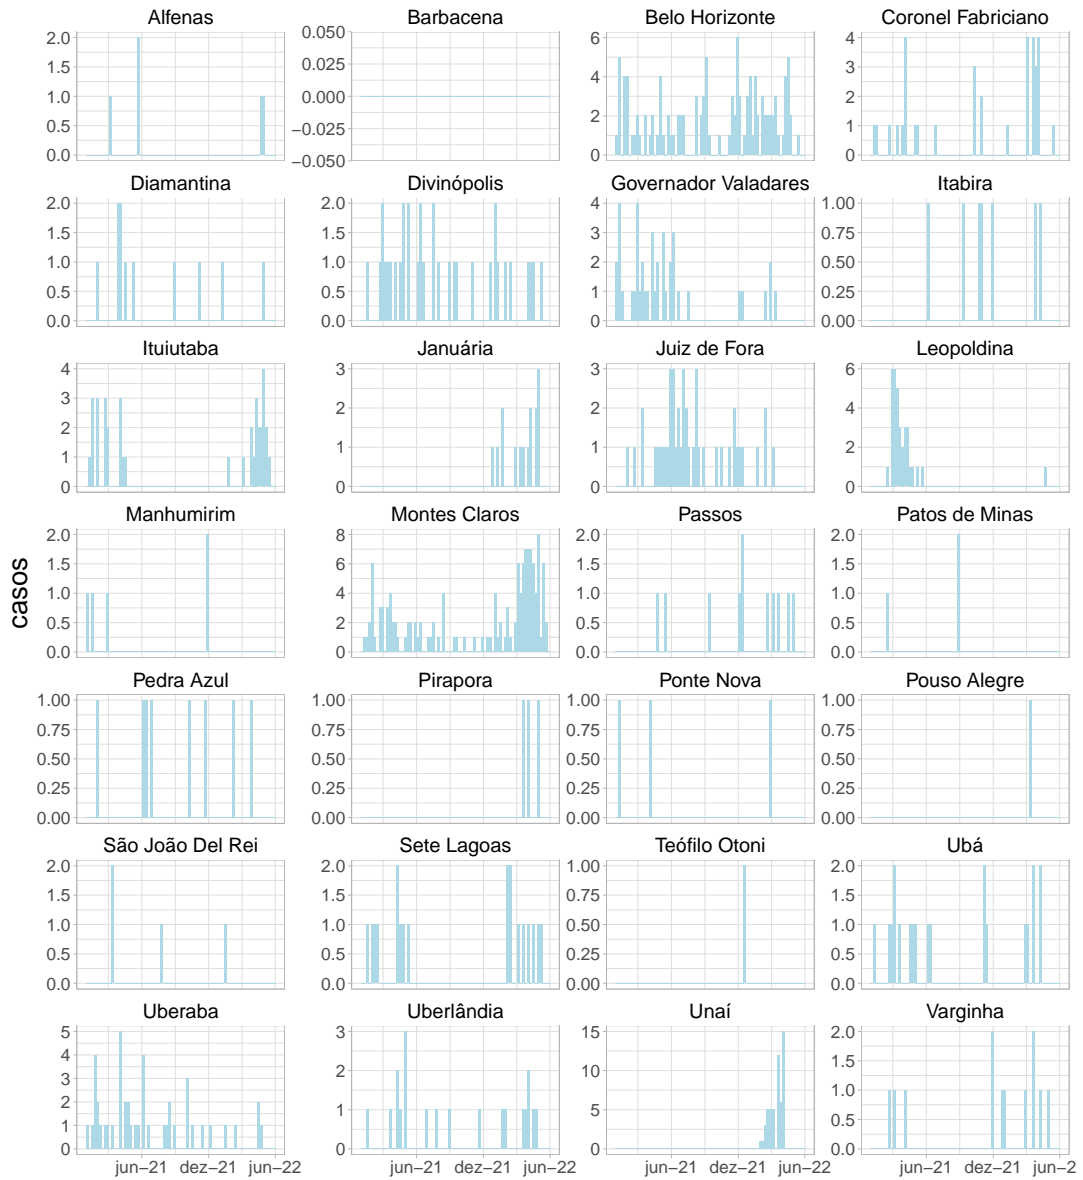 Alfenas Barbacena Belo Horizonte Coronel Fabriciano
2.0 1.5 1.0 0.5 0.0
0.050 0.025 0.000 −0.025 −0.050
6 4 2 0
4 3 2 1 0
Diamantina Divinópolis Governador Valadares Itabira
2.0 1.5 1.0 0.5 0.0
2.0 1.5 1.0 0.5 0.0
4 3 2 1 0
1.00 0.75 0.50 0.25 0.00
Ituiutaba Januária Juiz de Fora Leopoldina
4 3 2 1 0
3 2 1 0
3 2 1 0
6 4 2 0
casos
Manhumirim Montes Claros Passos Patos de Minas
2.0 1.5 1.0 0.5 0.0
8 6 4 2 0
2.0 1.5 1.0 0.5 0.0
2.0 1.5 1.0 0.5 0.0
Pedra Azul Pirapora Ponte Nova Pouso Alegre
1.00 0.75 0.50 0.25 0.00
1.00 0.75 0.50 0.25 0.00
1.00 0.75 0.50 0.25 0.00
1.00 0.75 0.50 0.25 0.00
São João Del Rei Sete Lagoas Teófilo Otoni Ubá
2.0 1.5 1.0 0.5 0.0
2.0 1.5 1.0 0.5 0.0
1.00 0.75 0.50 0.25 0.00
2.0 1.5 1.0 0.5 0.0
Uberaba Uberlândia Unaí Varginha
5 4 3 2 1 0
3 2 1 0
15 10 5 0
2.0 1.5 1.0 0.5 0.0
jun−21 dez−21 jun−22 jun−21 dez−21 jun−22 jun−21 dez−21 jun−22 jun−21 dez−21 jun−2